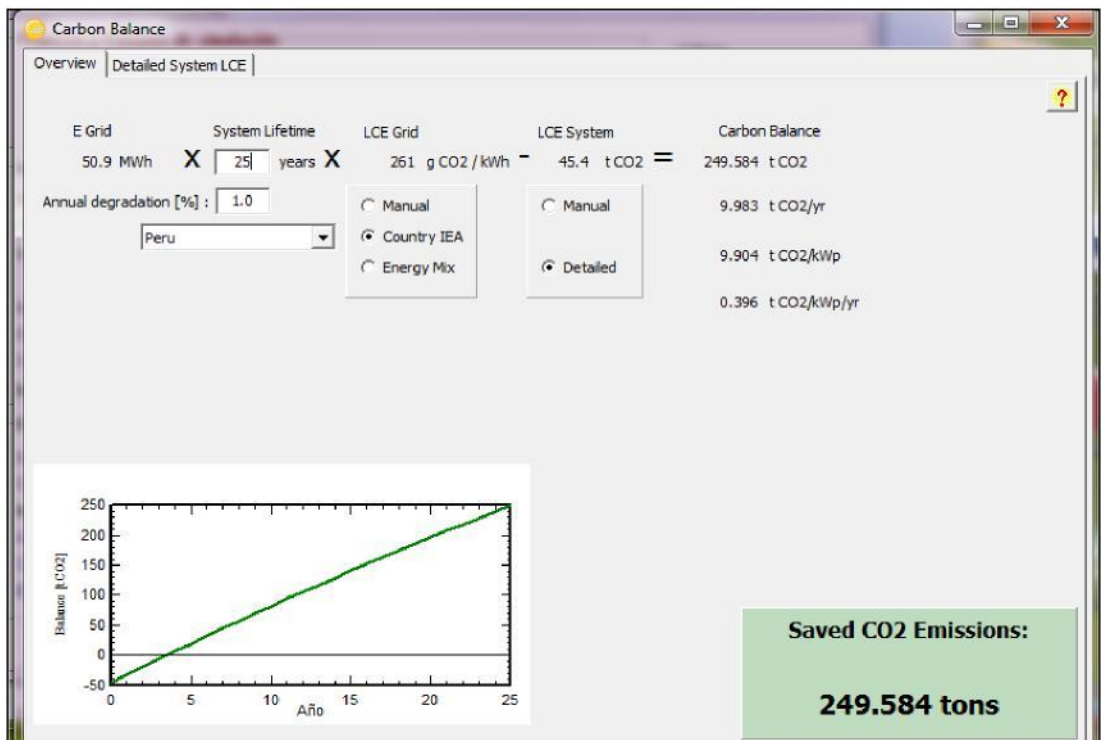 Carbon Balance
Overview Detailed System LCE
?
E Grid System Lifetime LCE Grid LCE System Carbon Balance
50.9 MWh X 25 years X 261 g CO2 / kWh - 45.4 t CO2 = 249.584 t CO2
Annual degradation [%] : 1.0 Manual Manual 9.983 t CO2/yr
Peru Country IEA
9.904 t CO2/kWp
Energy Mix Detailed
0.396 t CO2/kWp/yr
250
200
150
100
50
0
-50
Balance [t CO2]
0 5 10 15 20 25
Año
Saved CO2 Emissions:
249.584 tons